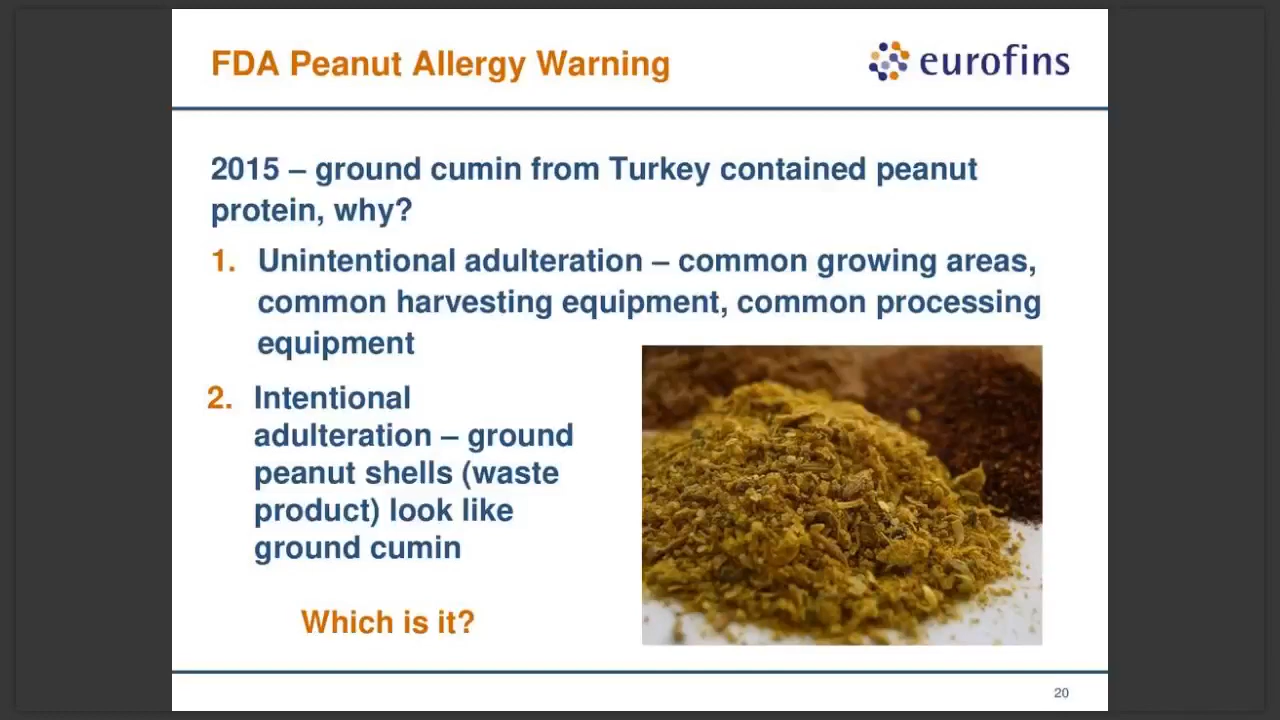 FDA Peanut Allergy Warning
eurofins
2015 – ground cumin from Turkey contained peanut
protein, why?
1. Unintentional adulteration – common growing areas,
common harvesting equipment, common processing
equipment
2. Intentional
adulteration – ground
peanut shells (waste
product) look like
ground cumin
Which is it?
20